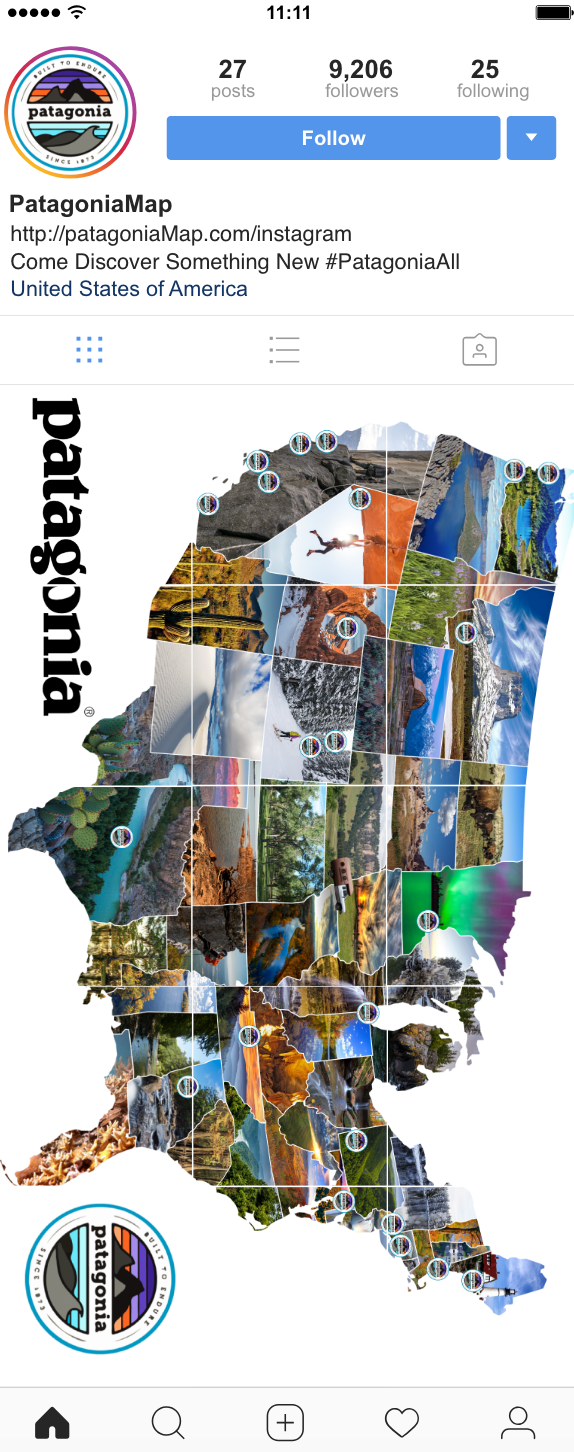 11:11
BUILT TO ENDURE
patagonia
SINCE 1973
27
posts
9,206
followers
25
following
Follow
PatagoniaMap
http://patagoniaMap.com/instagram
Come Discover Something New #PatagoniaAll
United States of America
patagonia®
BUILT TO ENDURE
patagonia
SINCE 1973